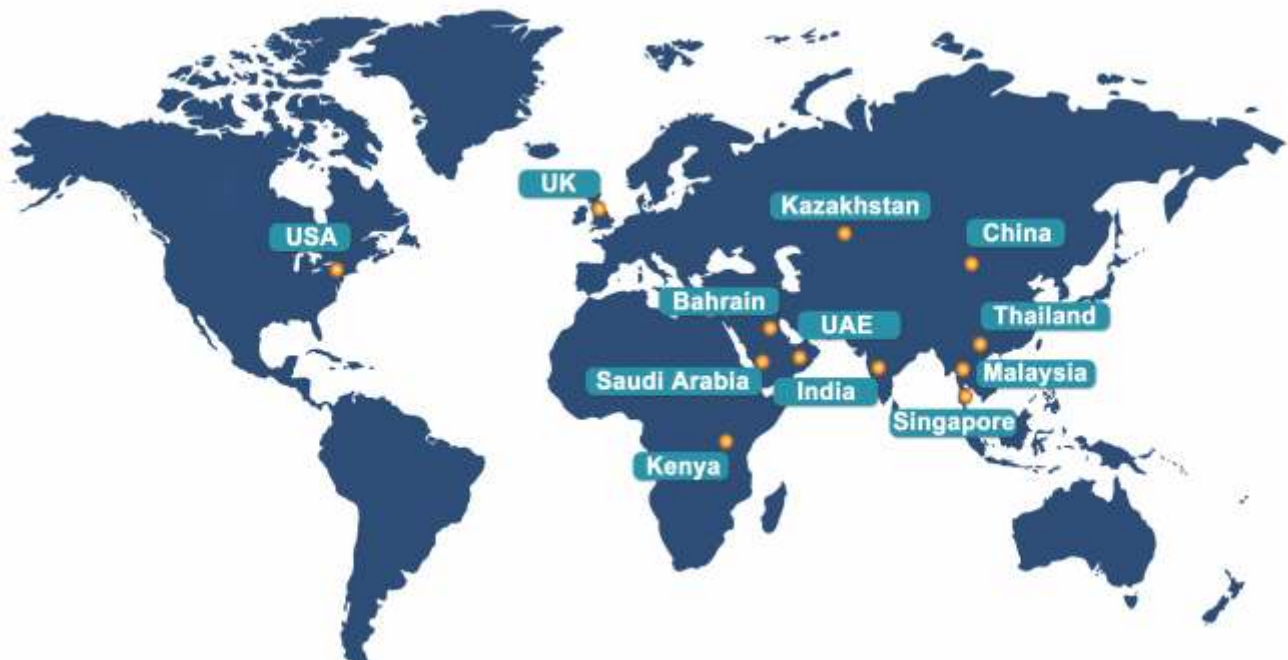 UK
Kazakhstan
USA
China
Bahrain
UAE
Thailand
Saudi Arabia
India
Malaysia
Singapore
Kenya